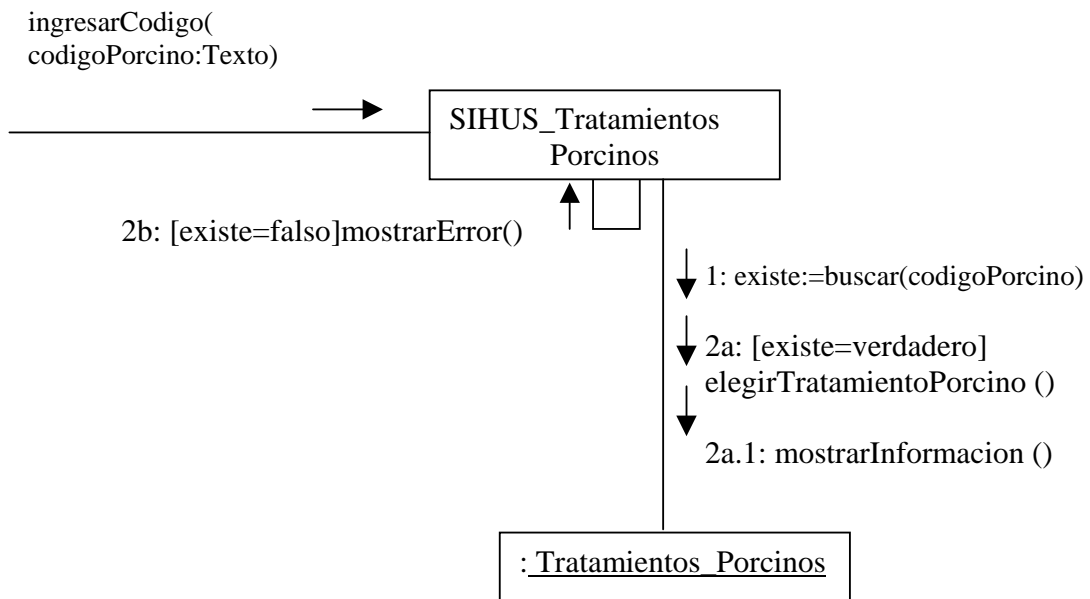 ingresarCodigo(
codigoPorcino:Texto)
SIHUS_Tratamientos
Porcinos
2b: [existe=falso]mostrarError()
1: existe:=buscar(codigoPorcino)
2a: [existe=verdadero]
elegirTratamientoPorcino ()
2a.1: mostrarInformacion ()
: Tratamientos_Porcinos